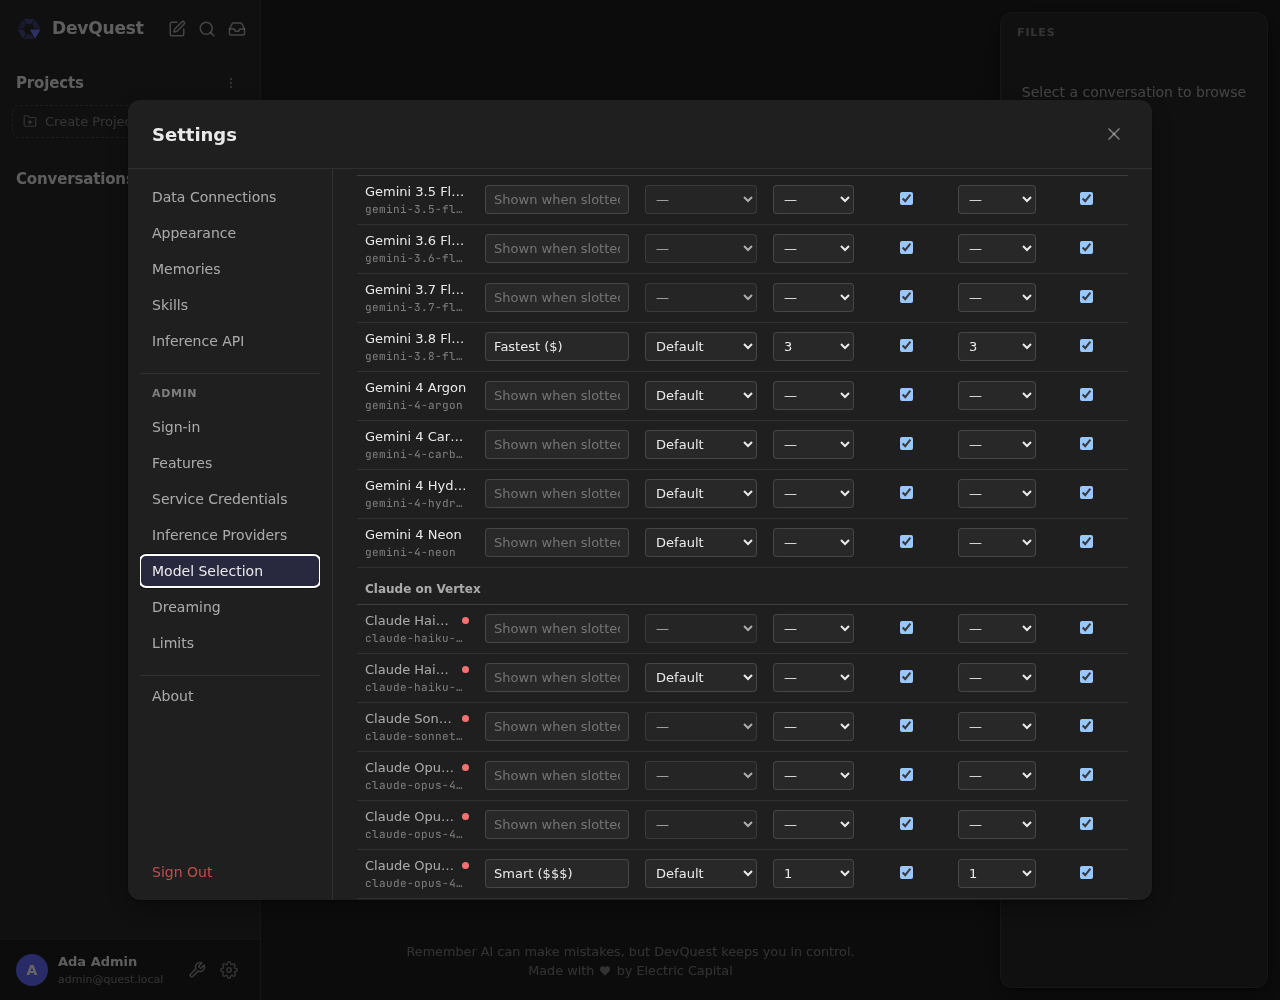 DevQuest
FILES
Projects
Select a conversation to browse
Create Projec
Conversations
Settings
Data Connections
Appearance
Memories
Skills
Inference API
ADMIN
Sign-in
Features
Service Credentials
Inference Providers
Model Selection
Dreaming
Limits
About
Sign Out
Gemini 3.5 Fl… Shown when slotted — — —
gemini-3.5-fl…
Gemini 3.6 Fl… Shown when slotted — — —
gemini-3.6-fl…
Gemini 3.7 Fl… Shown when slotted — — —
gemini-3.7-fl…
Gemini 3.8 Fl… Fastest ($) Default 3 3
gemini-3.8-fl…
Gemini 4 Argon Shown when slotted Default — —
gemini-4-argon
Gemini 4 Car… Shown when slotted Default — —
gemini-4-carb…
Gemini 4 Hyd… Shown when slotted Default — —
gemini-4-hydr…
Gemini 4 Neon Shown when slotted Default — —
gemini-4-neon
Claude on Vertex
Claude Hai… Shown when slotted — — —
claude-haiku-…
Claude Hai… Shown when slotted Default — —
claude-haiku-…
Claude Son… Shown when slotted — — —
claude-sonnet…
Claude Opu… Shown when slotted — — —
claude-opus-4…
Claude Opu… Shown when slotted — — —
claude-opus-4…
Claude Opu… Smart ($$$) Default 1 1
claude-opus-4…
Remember AI can make mistakes, but DevQuest keeps you in control.
Made with ♥ by Electric Capital
A
Ada Admin
admin@quest.local